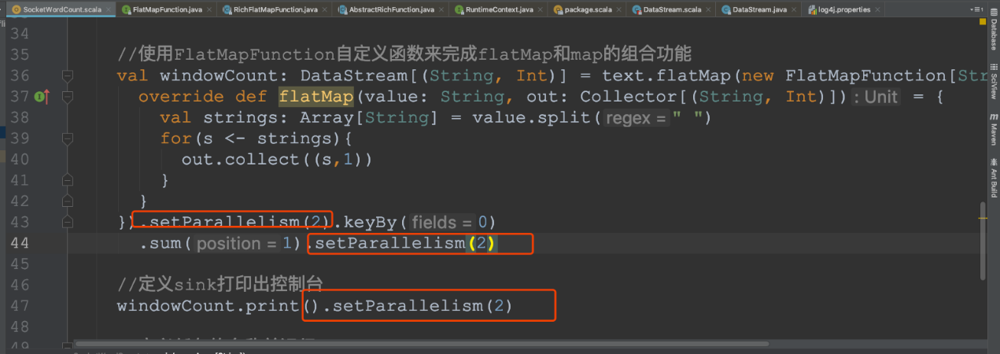 SocketWordCount.scala FlatMapFunction.java RichFlatMapFunction.java AbstractRichFunction.java RuntimeContext.java package.scala DataStream.scala DataStream.java log4j.properties
34
35 //使用FlatMapFunction自定义函数来完成flatMap和map的组合功能
36 val windowCount: DataStream[(String, Int)] = text.flatMap(new FlatMapFunction[Str
37 override def flatMap(value: String, out: Collector[(String, Int)]): Unit = {
38 val strings: Array[String] = value.split( regex = " ")
39 for(s <- strings){
40 out.collect((s,1))
41 }
42 }
43 }).setParallelism(2).keyBy( fields = 0)
44 .sum( position = 1).setParallelism(2)
45
46 //定义sink打印出控制台
47 windowCount.print().setParallelism(2)
48
49
Database
SciView
Maven
Ant Build